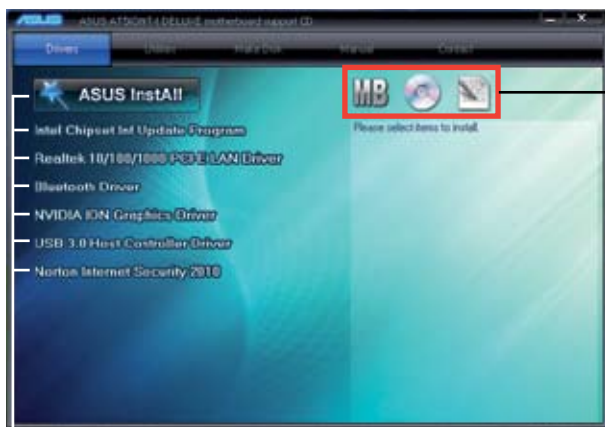 ASUS AT5IONT-I DELUXE motherboard support CD
Drivers Utilities Make Disk Manual Contact
ASUS InstAll
MB
Please select items to install.
Intel Chipset Inf Update Program
Realtek 10/100/1000 PCI-E LAN Driver
Bluetooth Driver
NVIDIA ION Graphics Driver
USB 3.0 Host Controller Driver
Norton Internet Security 2010